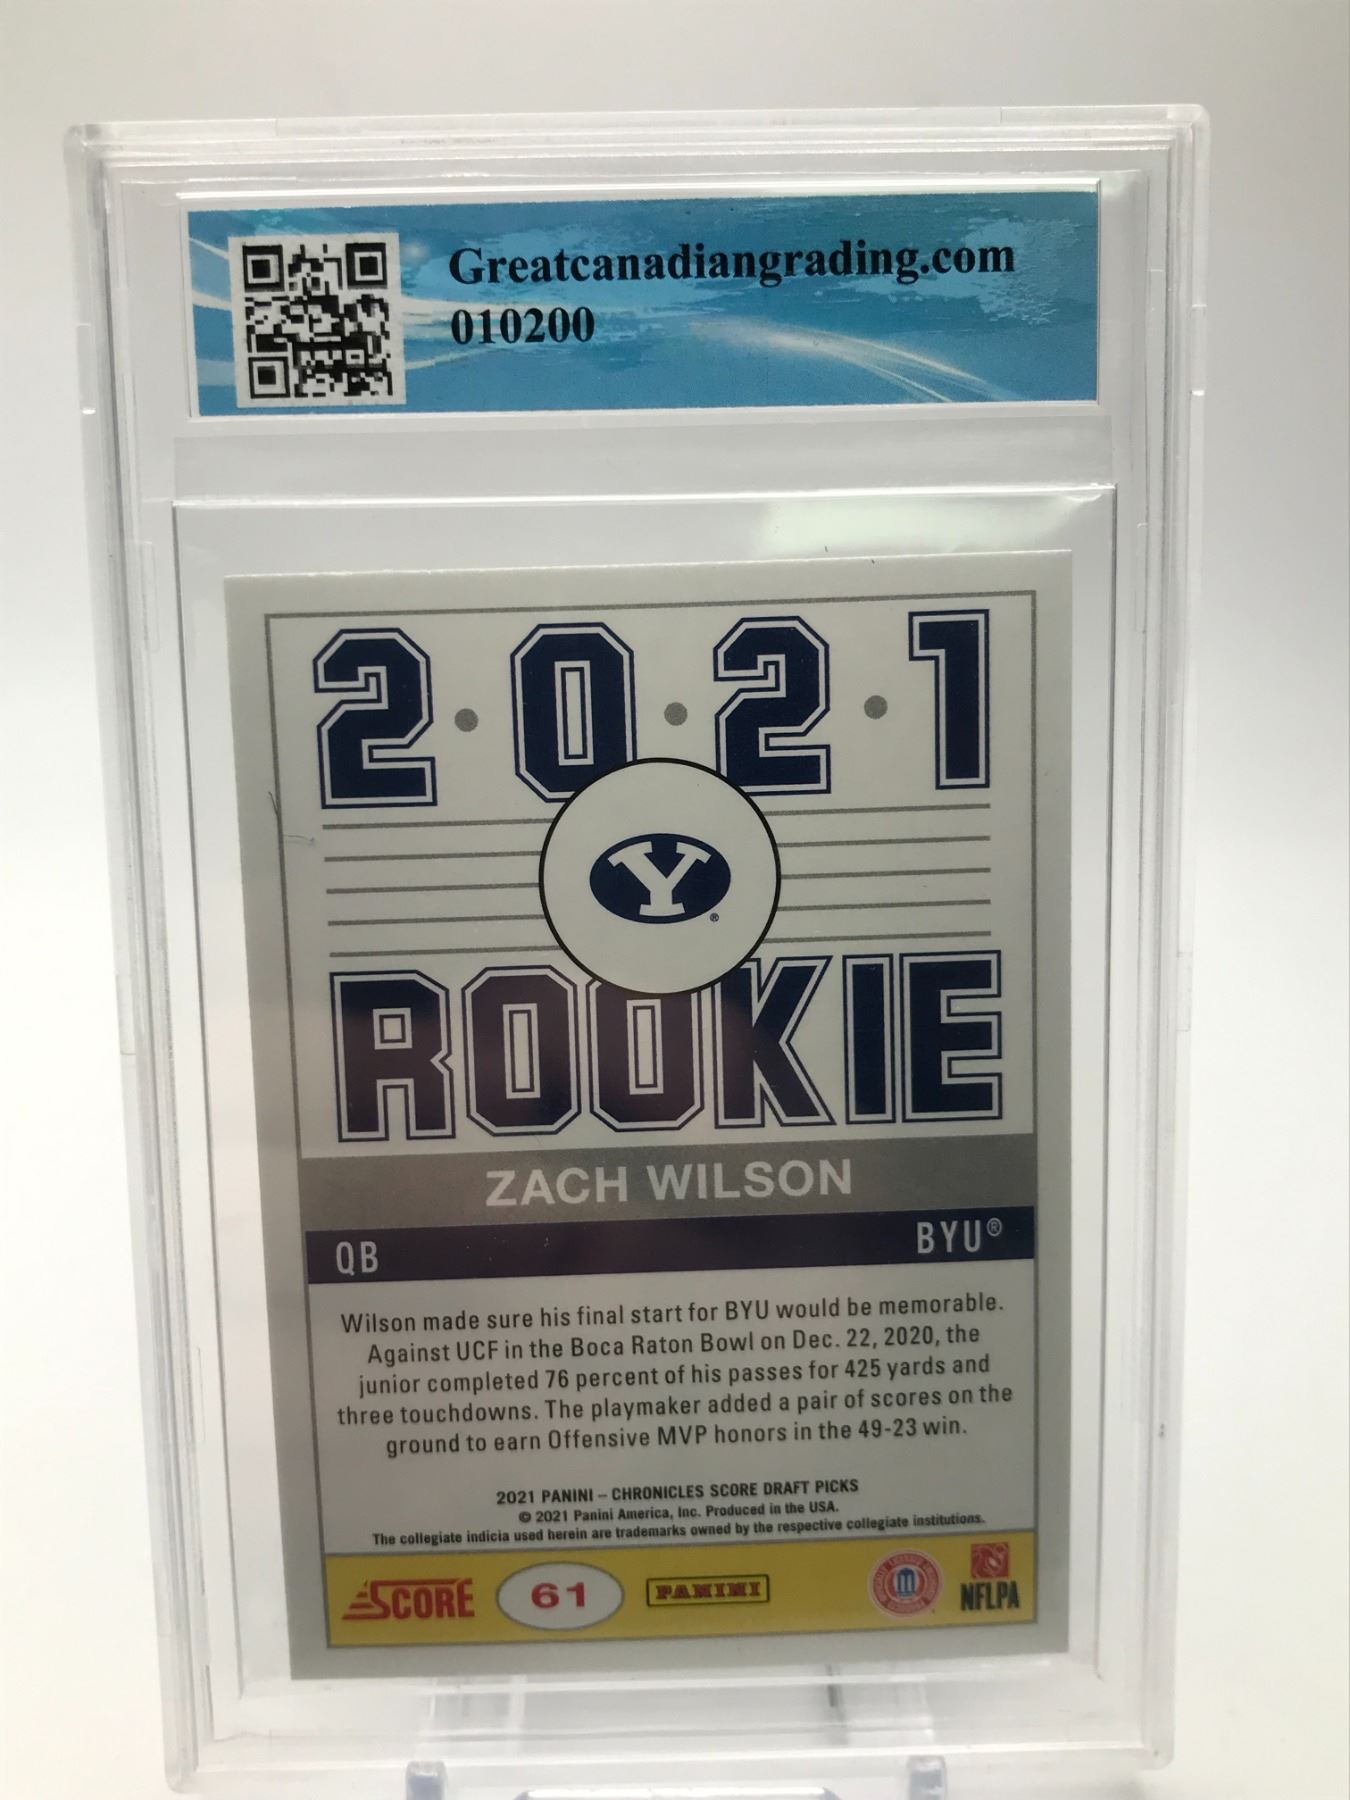 Greatcanadiangrading.com
010200
2·0·2·1
Y
®
ROOKIE
ZACH WILSON
QB BYU®
Wilson made sure his final start for BYU would be memorable.
Against UCF in the Boca Raton Bowl on Dec. 22, 2020, the
junior completed 76 percent of his passes for 425 yards and
three touchdowns. The playmaker added a pair of scores on the
ground to earn Offensive MVP honors in the 49-23 win.
2021 PANINI – CHRONICLES SCORE DRAFT PICKS
© 2021 Panini America, Inc. Produced in the USA.
The collegiate indicia used herein are trademarks owned by the respective collegiate institutions.
SCORE 61 PANINI NFLPA